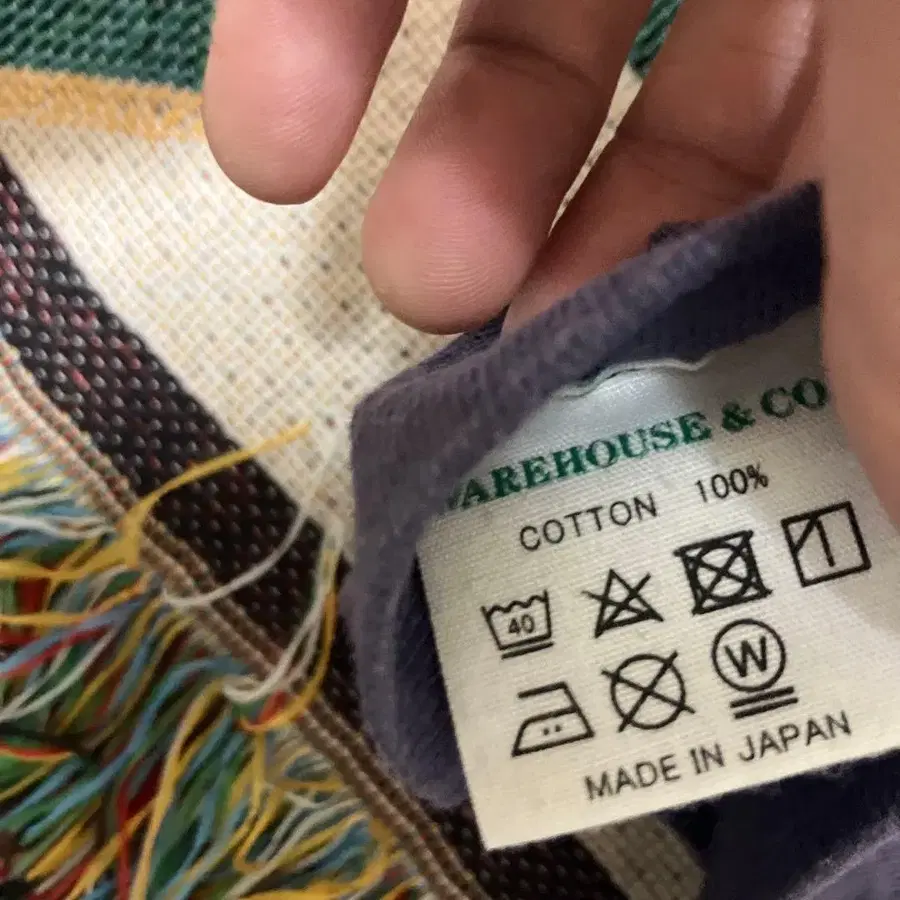 WAREHOUSE & CO
COTTON 100%
40
W
MADE IN JAPAN